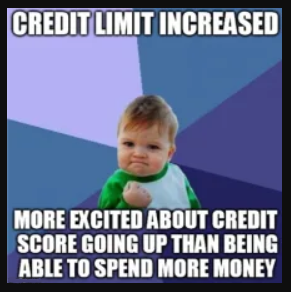 CREDIT LIMIT INCREASED
MORE EXCITED ABOUT CREDIT
SCORE GOING UP THAN BEING
ABLE TO SPEND MORE MONEY